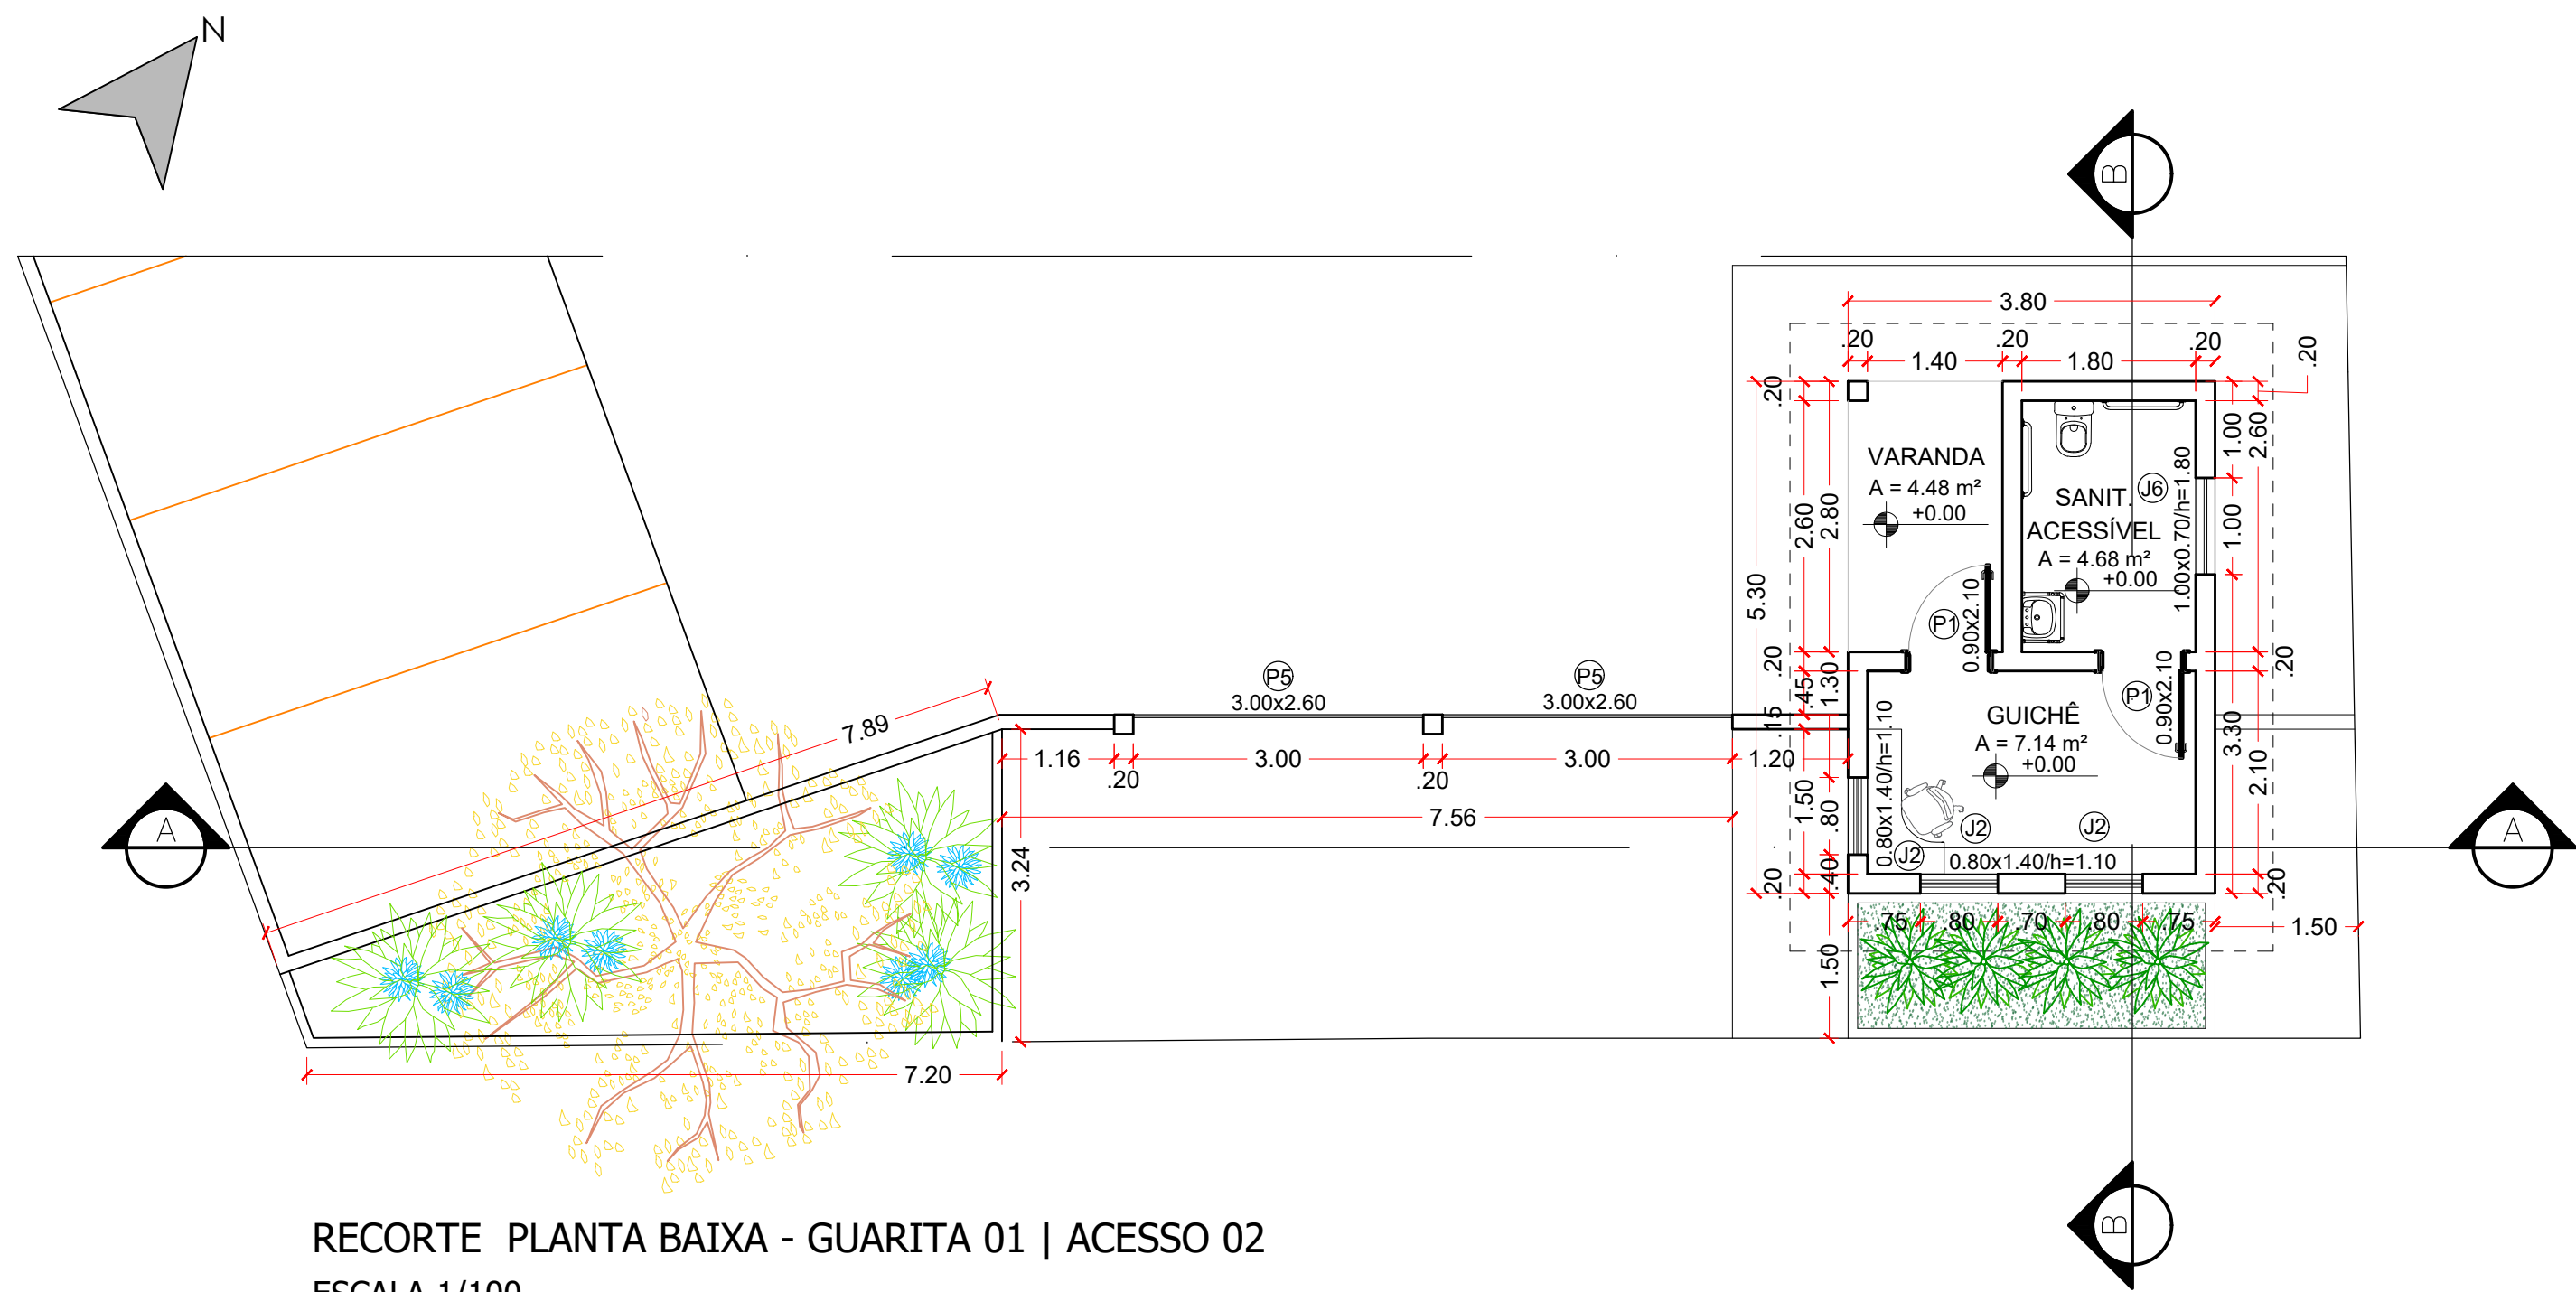 N
B
3.80
.20
.20
.20
.20
1.40
1.80
.20
VARANDA
A = 4.48 m²
+0.00
SANIT.
ACESSÍVEL
A = 4.68 m²
+0.00
J6
1.00x0.70/h=1.80
1.00
2.60
1.00
2.60
2.80
5.30
P1
0.90x2.10
P1
0.90x2.10
.20
.20
.45
1.30
.15
GUICHÊ
A = 7.14 m²
+0.00
3.30
2.10
P5
3.00x2.60
P5
3.00x2.60
7.89
1.16
.20
3.00
.20
3.00
1.20
7.56
3.24
1.50
.80
.40
.20
0.80x1.40/h=1.10
J2
J2
J2
0.80x1.40/h=1.10
.20
A
A
.75
.80
.70
.80
.75
1.50
1.50
7.20
B
RECORTE PLANTA BAIXA - GUARITA 01 | ACESSO 02
ESCALA 1/100